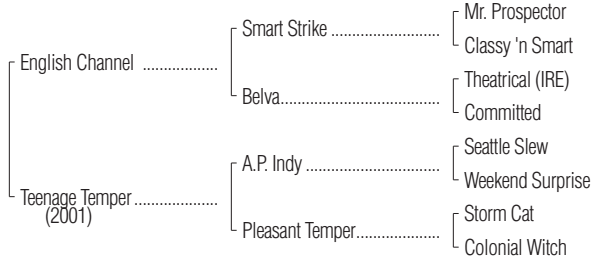 Mr. Prospector
Smart Strike ..........................
Classy 'n Smart
English Channel ..................
Theatrical (IRE)
Belva......................................
Committed
Seattle Slew
A.P. Indy ................................
Weekend Surprise
Teenage Temper....................
(2001)
Storm Cat
Pleasant Temper....................
Colonial Witch